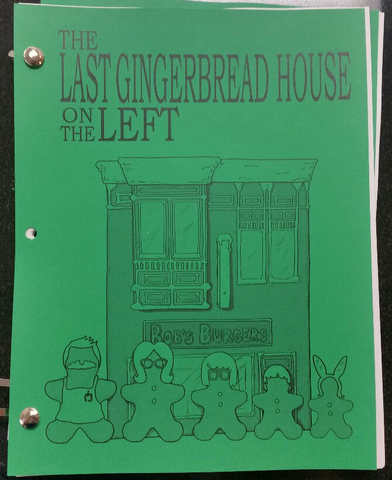 THE
LAST GINGERBREAD HOUSE
ON
THE LEFT
BOB'S BURGERS